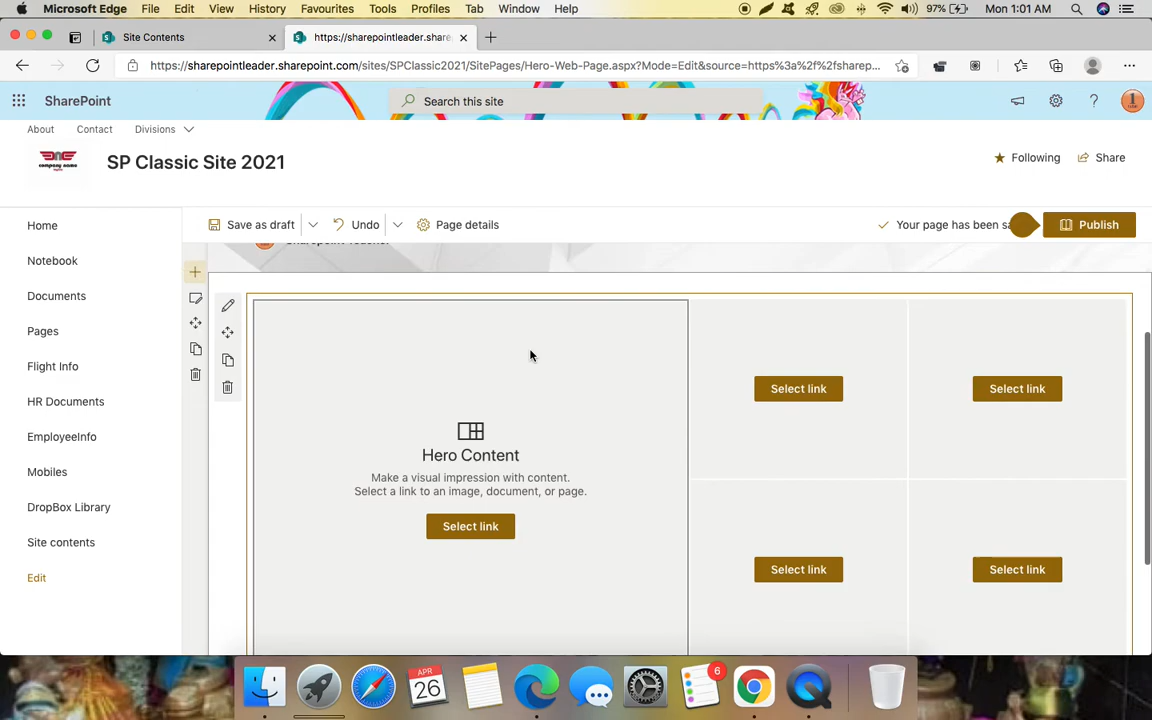 Microsoft Edge File Edit View History Favourites Tools Profiles Tab Window Help 97% Mon 1:01 AM
Site Contents
https://sharepointleader.share
https://sharepointleader.sharepoint.com/sites/SPClassic2021/SitePages/Hero-Web-Page.aspx?Mode=Edit&source=https%3a%2f%2fsharep...
SharePoint
Search this site
1
About Contact Divisions
company name
SP Classic Site 2021
Following Share
Save as draft Undo Page details
Your page has been
Publish
Home
Notebook
Documents
Pages
Flight Info
HR Documents
EmployeeInfo
Mobiles
DropBox Library
Site contents
Edit
Hero Content
Make a visual impression with content.
Select a link to an image, document, or page.
Select link
Select link
Select link
Select link
Select link
APR
26
6